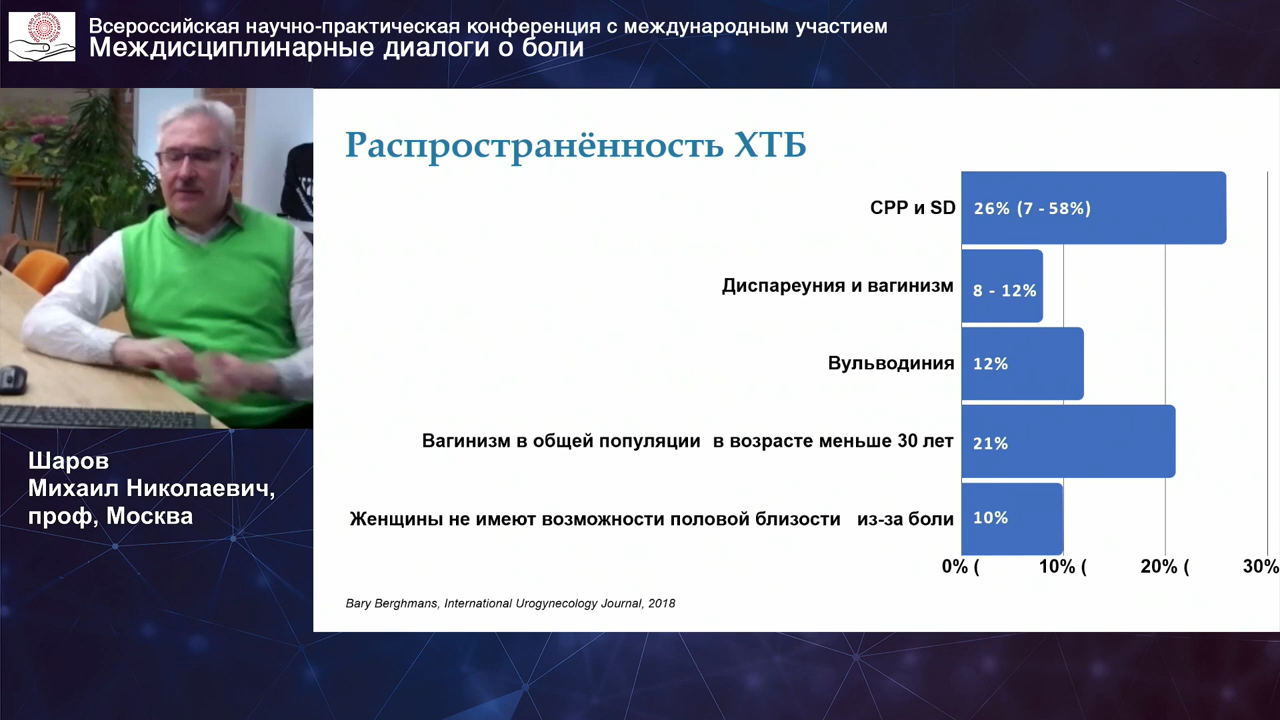 Всероссийская научно-практическая конференция с международным участием
Междисциплинарные диалоги о боли
Распространённость ХТБ
CPP и SD
26% (7 - 58%)
Диспареуния и вагинизм
8 - 12%
Вульводиния
12%
Вагинизм в общей популяции в возрасте меньше 30 лет
21%
Женщины не имеют возможности половой близости из-за боли
10%
0% ( 10% ( 20% ( 30%
Bary Berghmans, International Urogynecology Journal, 2018
Шаров
Михаил Николаевич,
проф, Москва